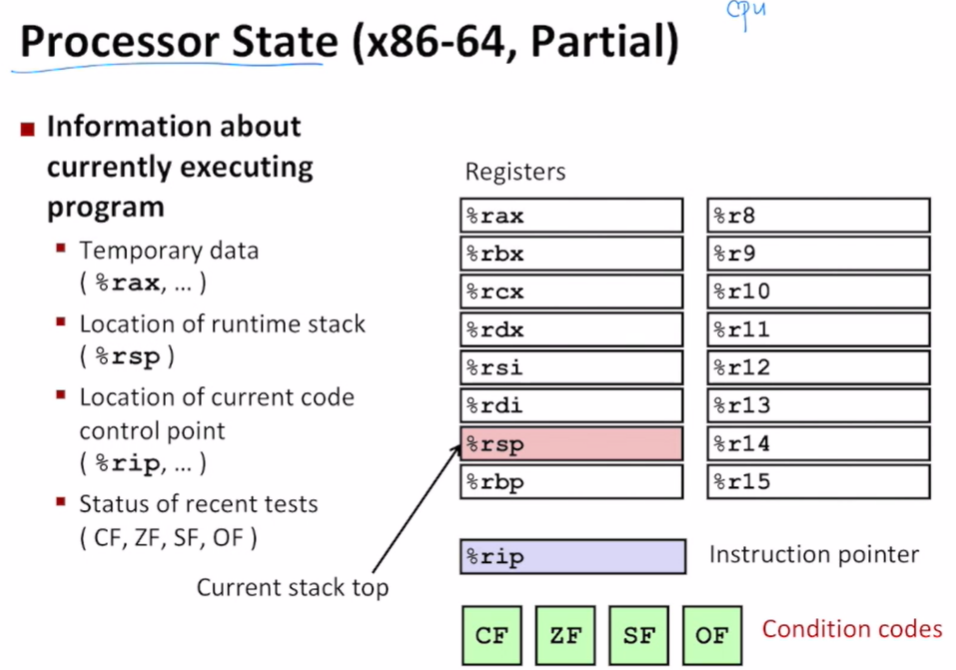 cpu
Processor State (x86-64, Partial)
Information about
currently executing
program
Temporary data
( %rax, … )
Location of runtime stack
( %rsp )
Location of current code
control point
( %rip, … )
Status of recent tests
( CF, ZF, SF, OF )
Current stack top
Registers
%rax
%rbx
%rcx
%rdx
%rsi
%rdi
%rsp
%rbp
%r8
%r9
%r10
%r11
%r12
%r13
%r14
%r15
%rip
Instruction pointer
CF ZF SF OF
Condition codes